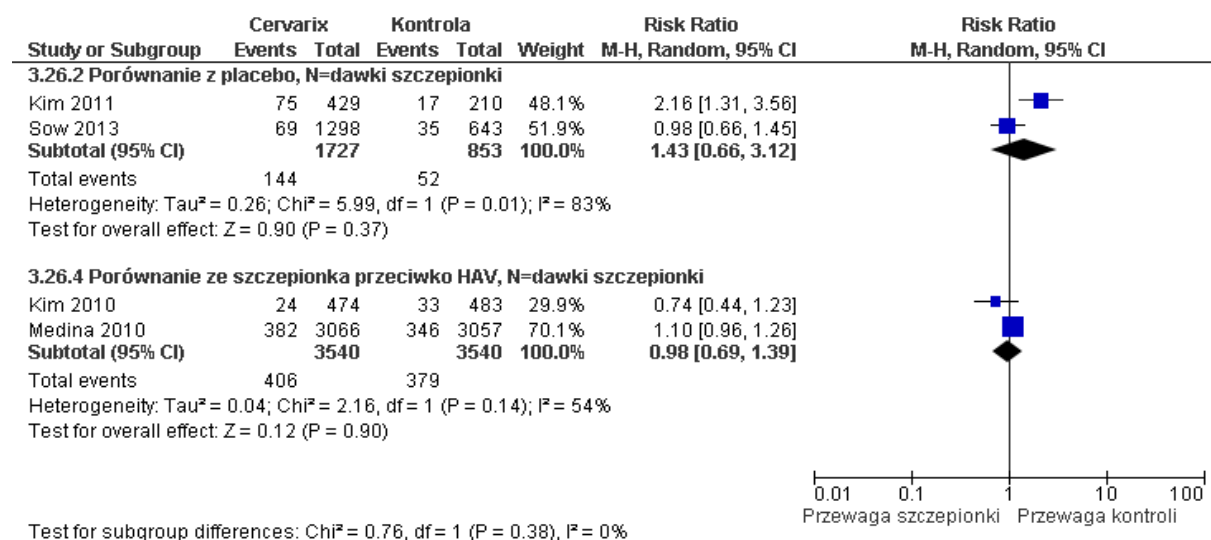 Cervarix Kontrola Risk Ratio Risk Ratio
Study or Subgroup Events Total Events Total Weight M-H, Random, 95% CI M-H, Random, 95% CI
3.26.2 Porównanie z placebo, N=dawki szczepionki
Kim 2011 75 429 17 210 48.1% 2.16 [1.31, 3.56]
Sow 2013 69 1298 35 643 51.9% 0.98 [0.66, 1.45]
Subtotal (95% CI) 1727 853 100.0% 1.43 [0.66, 3.12]
Total events 144 52
Heterogeneity: Tau² = 0.26; Chi² = 5.99, df = 1 (P = 0.01); I² = 83%
Test for overall effect: Z = 0.90 (P = 0.37)
3.26.4 Porównanie ze szczepionka przeciwko HAV, N=dawki szczepionki
Kim 2010 24 474 33 483 29.9% 0.74 [0.44, 1.23]
Medina 2010 382 3066 346 3057 70.1% 1.10 [0.96, 1.26]
Subtotal (95% CI) 3540 3540 100.0% 0.98 [0.69, 1.39]
Total events 406 379
Heterogeneity: Tau² = 0.04; Chi² = 2.16, df = 1 (P = 0.14); I² = 54%
Test for overall effect: Z = 0.12 (P = 0.90)
0.01 0.1 1 10 100
Przewaga szczepionki Przewaga kontroli
Test for subgroup differences: Chi² = 0.76, df = 1 (P = 0.38), I² = 0%